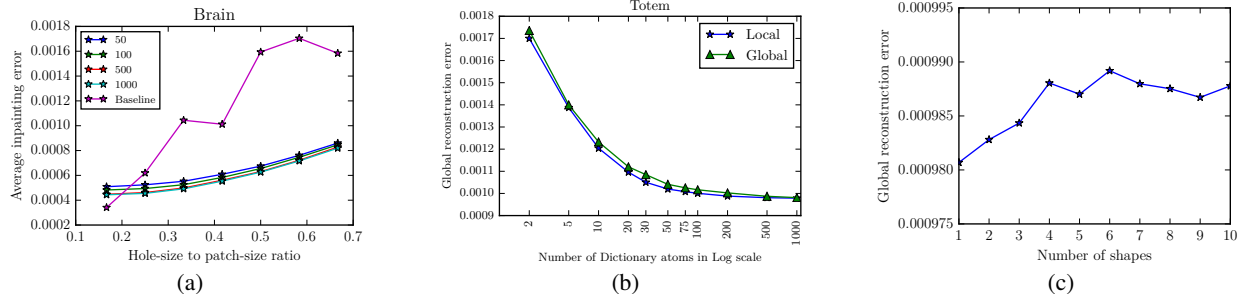 Brain
Average inpainting error
0.0018
0.0016
0.0014
0.0012
0.0010
0.0008
0.0006
0.0004
0.0002
50
100
500
1000
Baseline
0.1 0.2 0.3 0.4 0.5 0.6 0.7
Hole-size to patch-size ratio
(a)
Totem
Global reconstruction error
0.0018
0.0017
0.0016
0.0015
0.0014
0.0013
0.0012
0.0011
0.0010
0.0009
Local
Global
2 5 10 20 30 50 75 100 200 500 1000
Number of Dictionary atoms in Log scale
(b)
Global reconstruction error
0.000995
0.000990
0.000985
0.000980
0.000975
1 2 3 4 5 6 7 8 9 10
Number of shapes
(c)